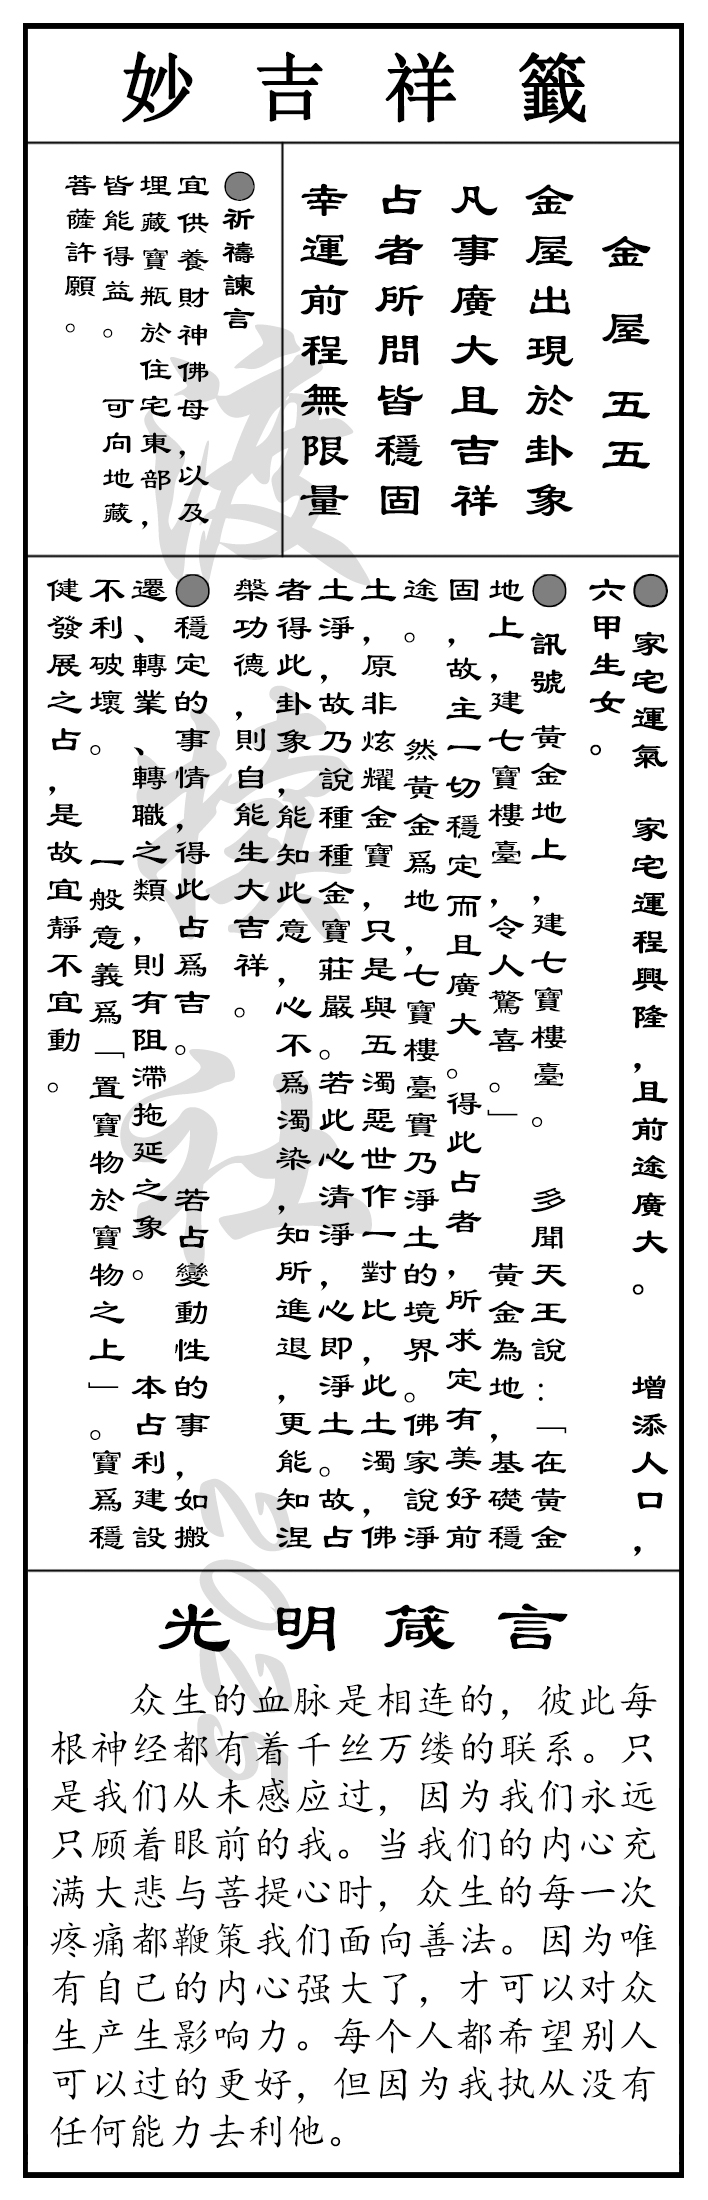 妙吉祥籤
金屋 五五
金屋出現於卦象
凡事廣大且吉祥
占者所問皆穩固
幸運前程無限量
●祈禱諫言
宜供養財神佛母，以及
埋藏寶瓶於住宅東部，
皆能得益。 可向地藏
菩薩許願。
● 家宅運氣 家宅運程興隆，且前途廣大。 增添人口，
六甲生女。
● 訊號 黃金地上，建七寶樓臺。 多聞天王說：「在黃金
地上，建七寶樓臺，令人驚喜。」 黃金為地，基礎穩
固，故主一切穩定而且廣大。得此占者，所求定有美好前
途。 然黃金爲地，七寶樓臺實乃淨土的境界。佛家說淨
土，原非炫耀金寶，只是與五濁惡世作一對比，此土濁，佛
土淨，故乃說種種金寶莊嚴。若此心清淨，心即淨土。故占
者得此卦象，能知此意，心不爲濁染，知所進退，更能知涅
槃功德，則自能生大吉祥。
● 穩定的事情，得此占爲吉。 若占變動性的事，如搬
遷、轉業、轉職之類，則有阻滯拖延之象。 本占利建設
不利破壞。 一般意義爲「置寶物於寶物之上」。寶爲穩
健發展之占，是故宜靜不宜動。
光明箴言
众生的血脉是相连的，彼此每
根神经都有着千丝万缕的联系。只
是我们从未感应过，因为我们永远
只顾着眼前的我。当我们的内心充
满大悲与菩提心时，众生的每一次
疼痛都鞭策我们面向善法。因为唯
有自己的内心强大了，才可以对众
生产生影响力。每个人都希望别人
可以过的更好，但因为我执从没有
任何能力去利他。
2025